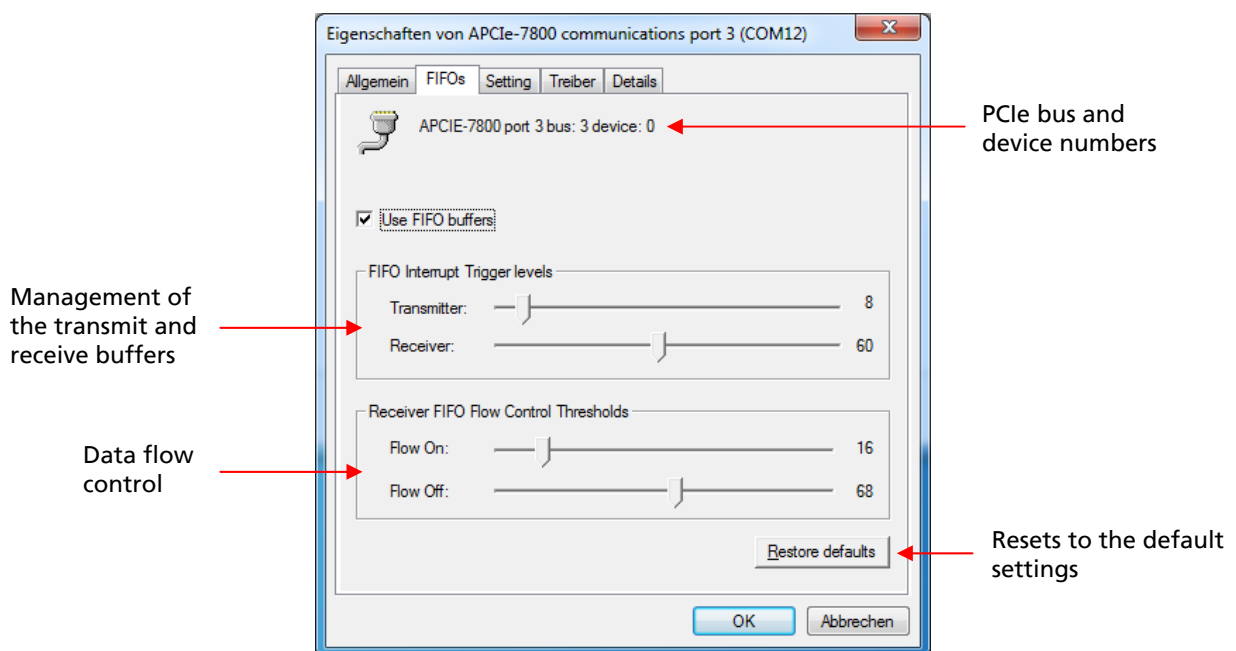 Eigenschaften von APCIe-7800 communications port 3 (COM12)
Allgemein FIFOs Setting Treiber Details
APCIE-7800 port 3 bus: 3 device: 0
PCIe bus and
device numbers
Use FIFO buffers
FIFO Interrupt Trigger levels
Transmitter: 8
Receiver: 60
Management of
the transmit and
receive buffers
Receiver FIFO Flow Control Thresholds
Flow On: 16
Flow Off: 68
Data flow
control
Restore defaults
Resets to the default
settings
OK Abbrechen